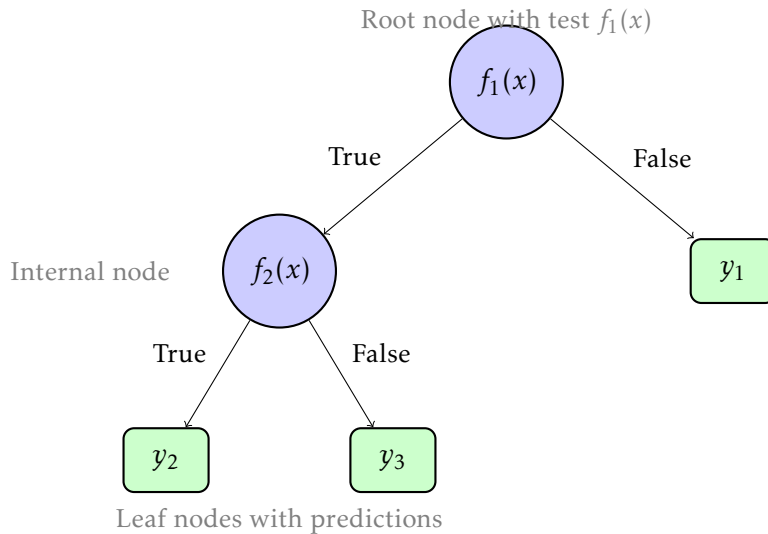 Root node with test f₁(x)
f₁(x)
True
False
Internal node
f₂(x)
y₁
True
False
y₂
y₃
Leaf nodes with predictions